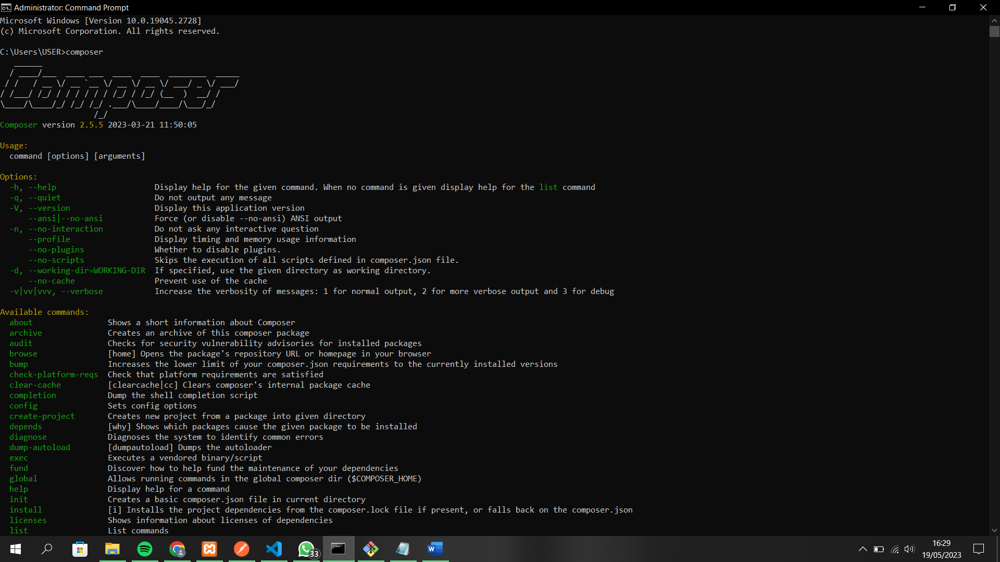 Administrator: Command Prompt
Microsoft Windows [Version 10.0.19045.2728]
(c) Microsoft Corporation. All rights reserved.
C:\Users\USER>composer
   ______
  / ____/___  ____ ___  ____  ____  ________  _____
 / /   / __ \/ __ `__ \/ __ \/ __ \/ ___/ _ \/ ___/
/ /___/ /_/ / / / / / / /_/ / /_/ (__  )  __/ /
\____/\____/_/ /_/ /_/ .___/\____/____/\___/_/
                    /_/
Composer version 2.5.5 2023-03-21 11:50:05
Usage:
  command [options] [arguments]
Options:
  -h, --help                     Display help for the given command. When no command is given display help for the list command
  -q, --quiet                    Do not output any message
  -V, --version                  Display this application version
      --ansi|--no-ansi           Force (or disable --no-ansi) ANSI output
  -n, --no-interaction           Do not ask any interactive question
      --profile                  Display timing and memory usage information
      --no-plugins               Whether to disable plugins.
      --no-scripts               Skips the execution of all scripts defined in composer.json file.
  -d, --working-dir=WORKING-DIR  If specified, use the given directory as working directory.
      --no-cache                 Prevent use of the cache
  -v|vv|vvv, --verbose           Increase the verbosity of messages: 1 for normal output, 2 for more verbose output and 3 for debug
Available commands:
  about                Shows a short information about Composer
  archive              Creates an archive of this composer package
  audit                Checks for security vulnerability advisories for installed packages
  browse               [home] Opens the package's repository URL or homepage in your browser
  bump                 Increases the lower limit of your composer.json requirements to the currently installed versions
  check-platform-reqs  Check that platform requirements are satisfied
  clear-cache          [clearcache|cc] Clears composer's internal package cache
  completion           Dump the shell completion script
  config               Sets config options
  create-project       Creates new project from a package into given directory
  depends              [why] Shows which packages cause the given package to be installed
  diagnose             Diagnoses the system to identify common errors
  dump-autoload        [dumpautoload] Dumps the autoloader
  exec                 Executes a vendored binary/script
  fund                 Discover how to help fund the maintenance of your dependencies
  global               Allows running commands in the global composer dir ($COMPOSER_HOME)
  help                 Display help for a command
  init                 Creates a basic composer.json file in current directory
  install              [i] Installs the project dependencies from the composer.lock file if present, or falls back on the composer.json
  licenses             Shows information about licenses of dependencies
  list                 List commands
33
16:29
19/05/2023